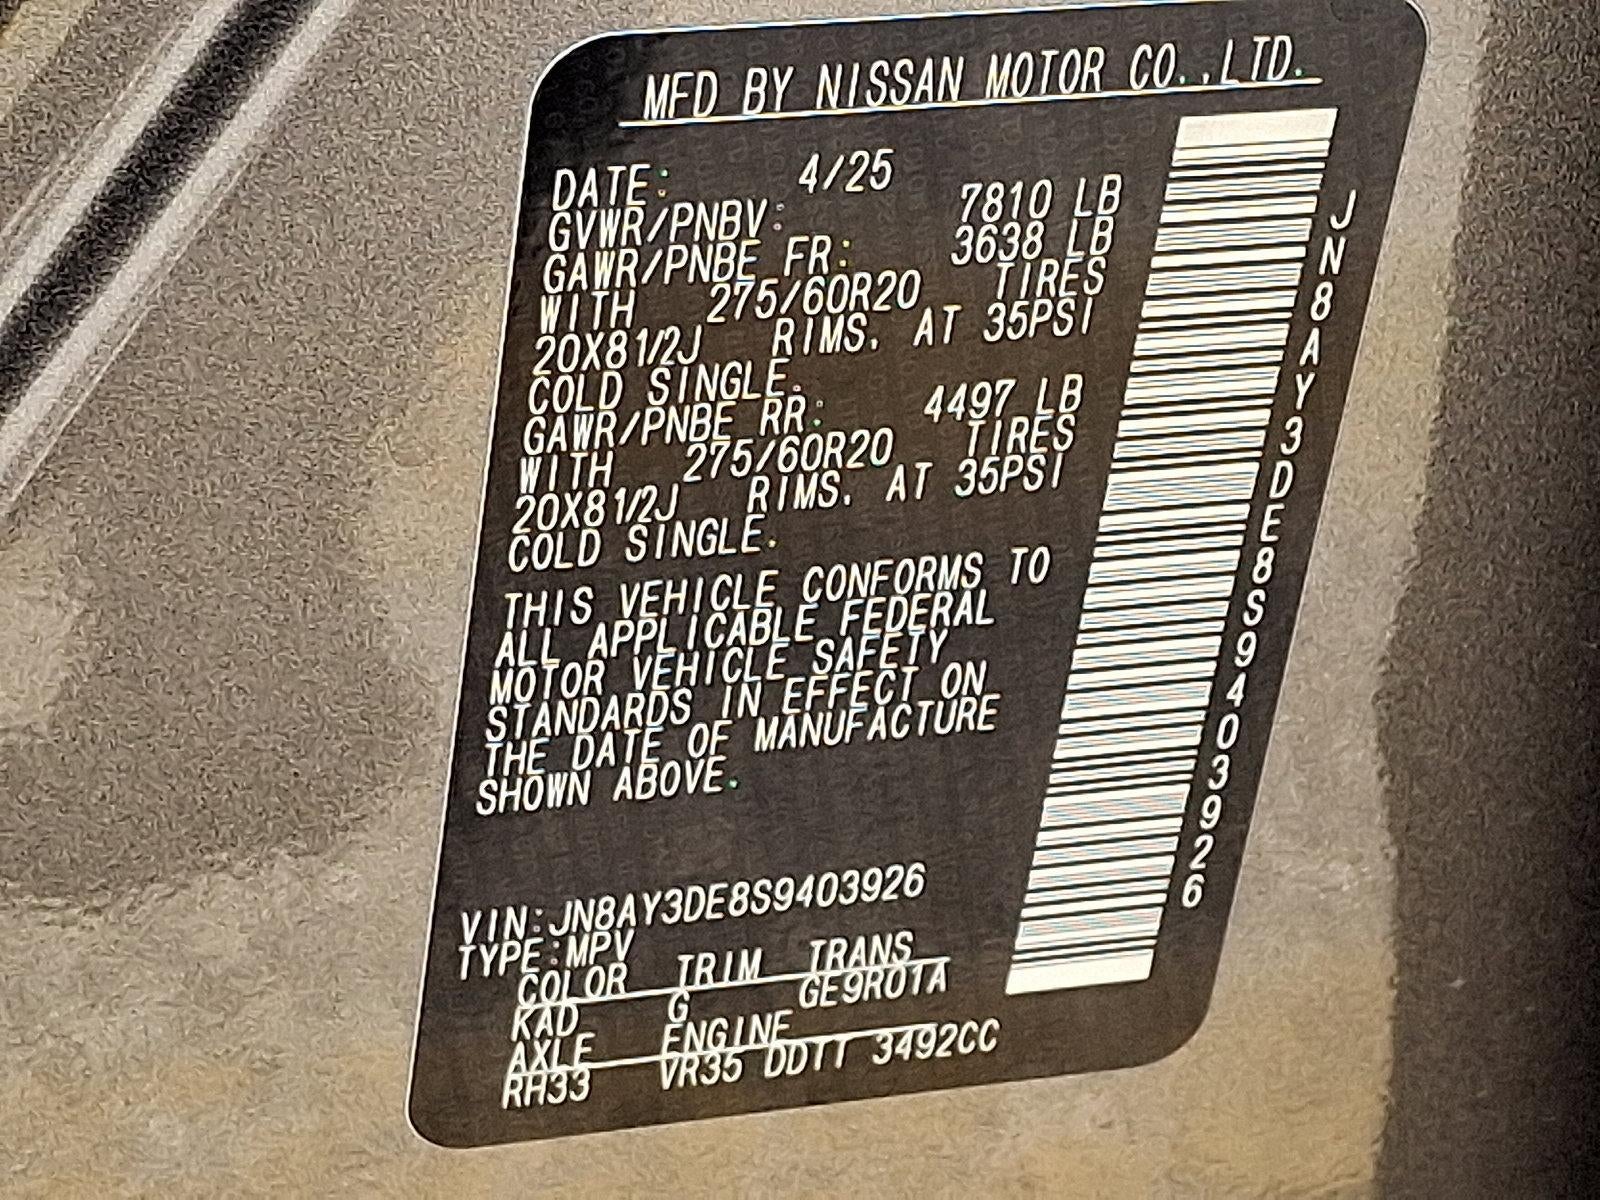 MFD BY NISSAN MOTOR CO.,LTD.
DATE: 4/25
GVWR/PNBV: 7810 LB
GAWR/PNBE FR: 3638 LB
WITH 275/60R20 TIRES
20X81/2J RIMS. AT 35PSI
COLD SINGLE.
GAWR/PNBE RR: 4497 LB
WITH 275/60R20 TIRES
20X81/2J RIMS. AT 35PSI
COLD SINGLE.
THIS VEHICLE CONFORMS TO
ALL APPLICABLE FEDERAL
MOTOR VEHICLE SAFETY
STANDARDS IN EFFECT ON
THE DATE OF MANUFACTURE
SHOWN ABOVE.
VIN:JN8AY3DE8S9403926
TYPE:MPV
COLOR TRIM TRANS
KAD G GE9R01A
AXLE ENGINE
RH33 VR35 DDTT 3492CC
JN8AY3DE8S9403926